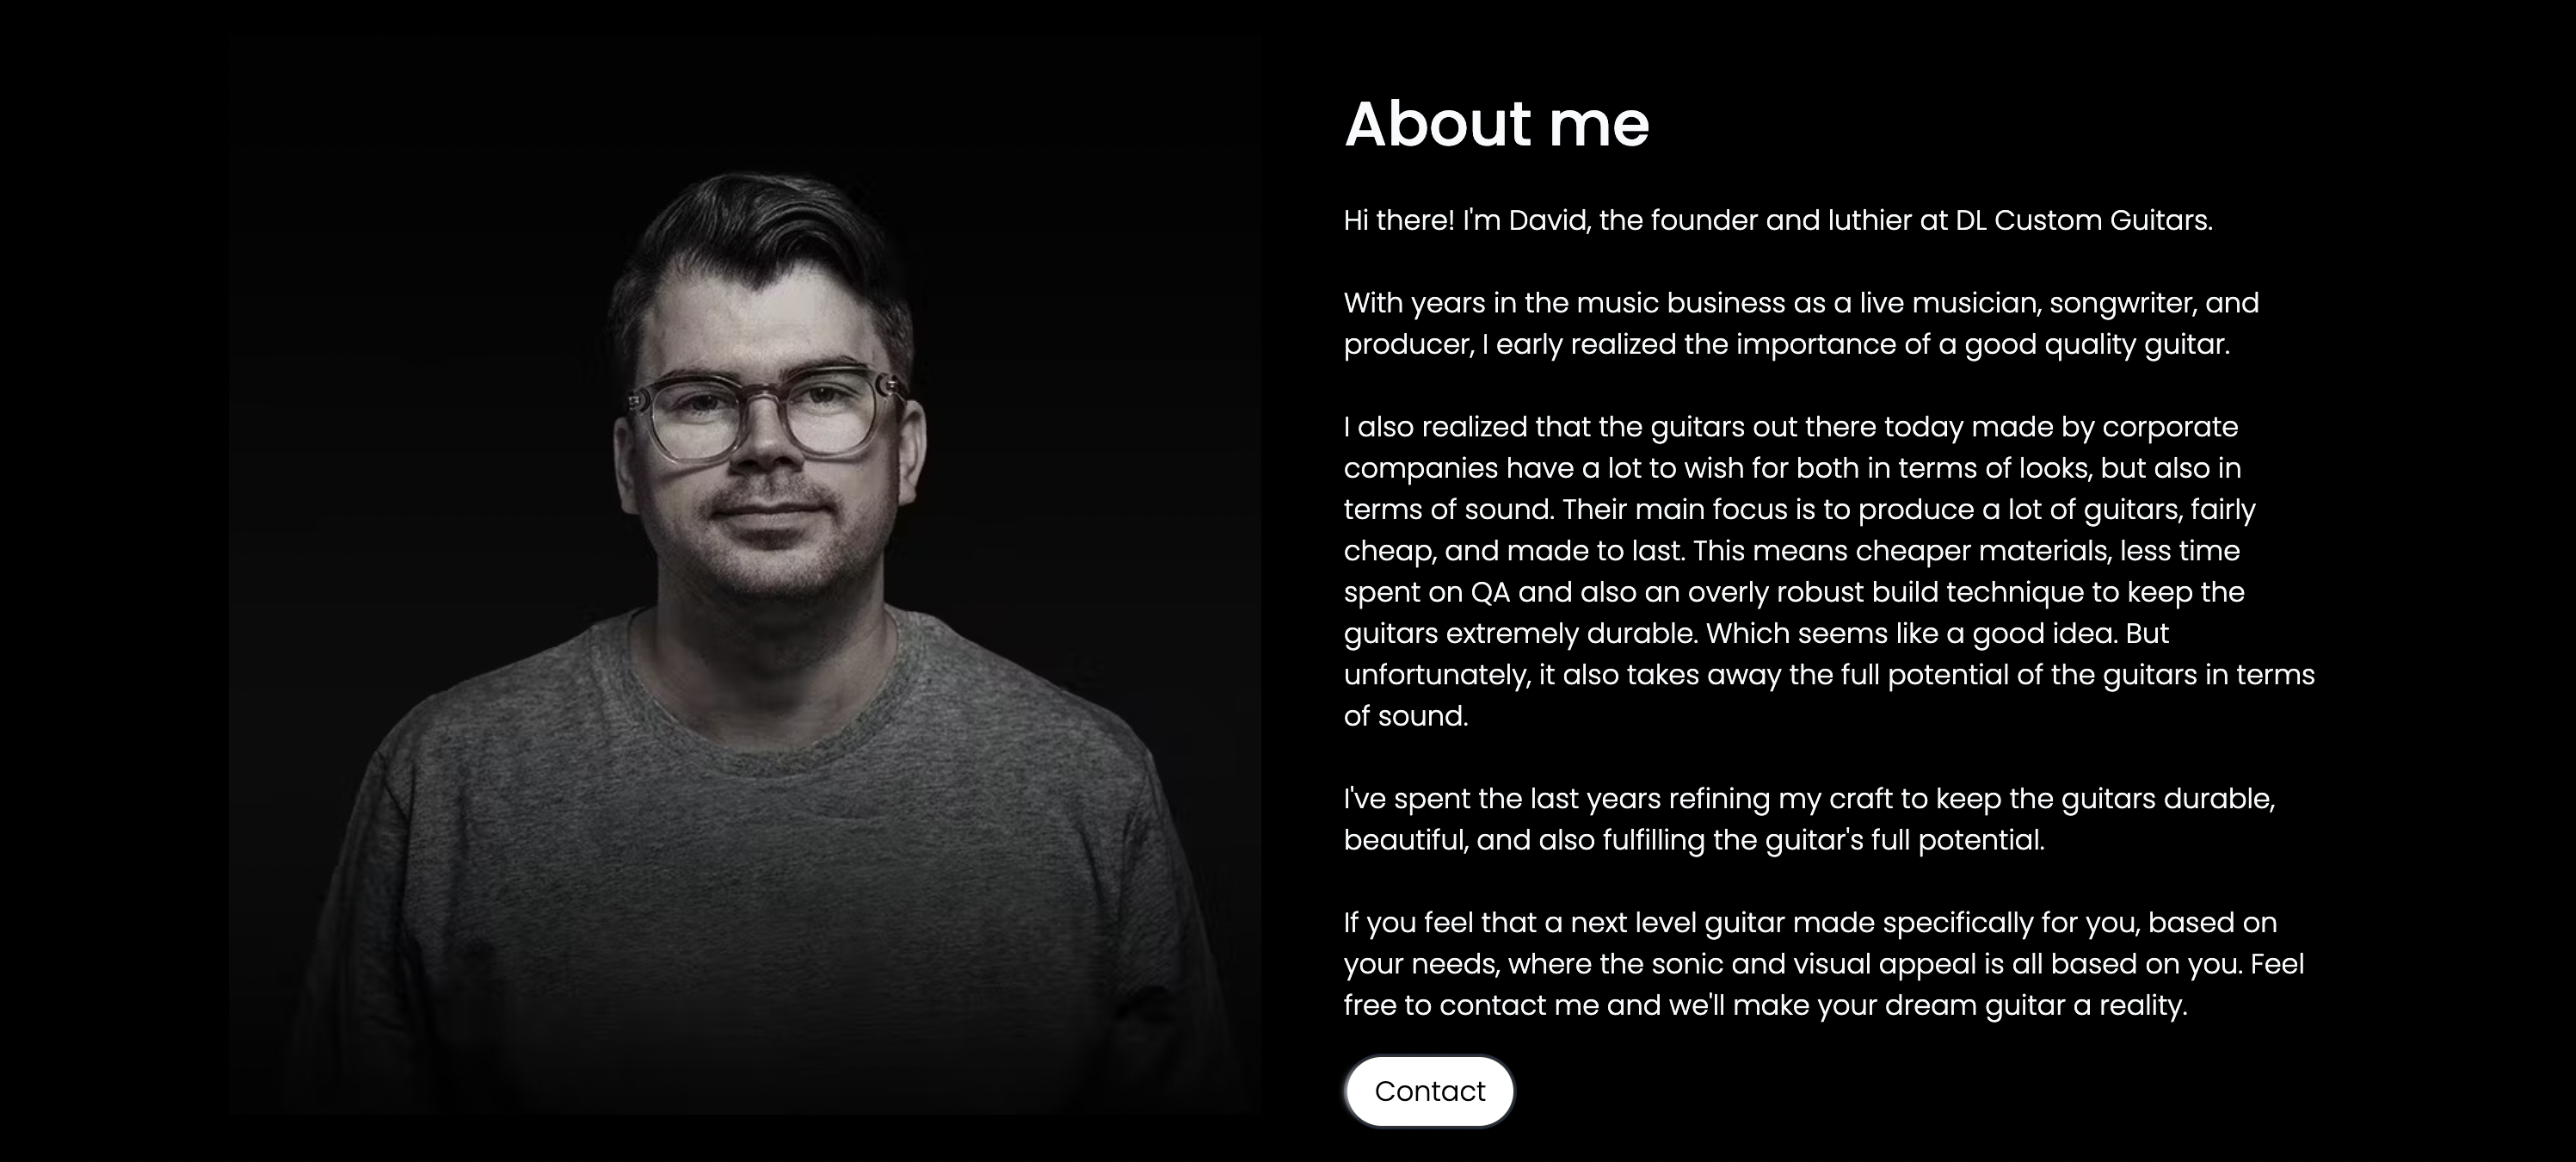 About me
Hi there! I'm David, the founder and luthier at DL Custom Guitars.
With years in the music business as a live musician, songwriter, and
producer, I early realized the importance of a good quality guitar.
I also realized that the guitars out there today made by corporate
companies have a lot to wish for both in terms of looks, but also in
terms of sound. Their main focus is to produce a lot of guitars, fairly
cheap, and made to last. This means cheaper materials, less time
spent on QA and also an overly robust build technique to keep the
guitars extremely durable. Which seems like a good idea. But
unfortunately, it also takes away the full potential of the guitars in terms
of sound.
I've spent the last years refining my craft to keep the guitars durable,
beautiful, and also fulfilling the guitar's full potential.
If you feel that a next level guitar made specifically for you, based on
your needs, where the sonic and visual appeal is all based on you. Feel
free to contact me and we'll make your dream guitar a reality.
Contact